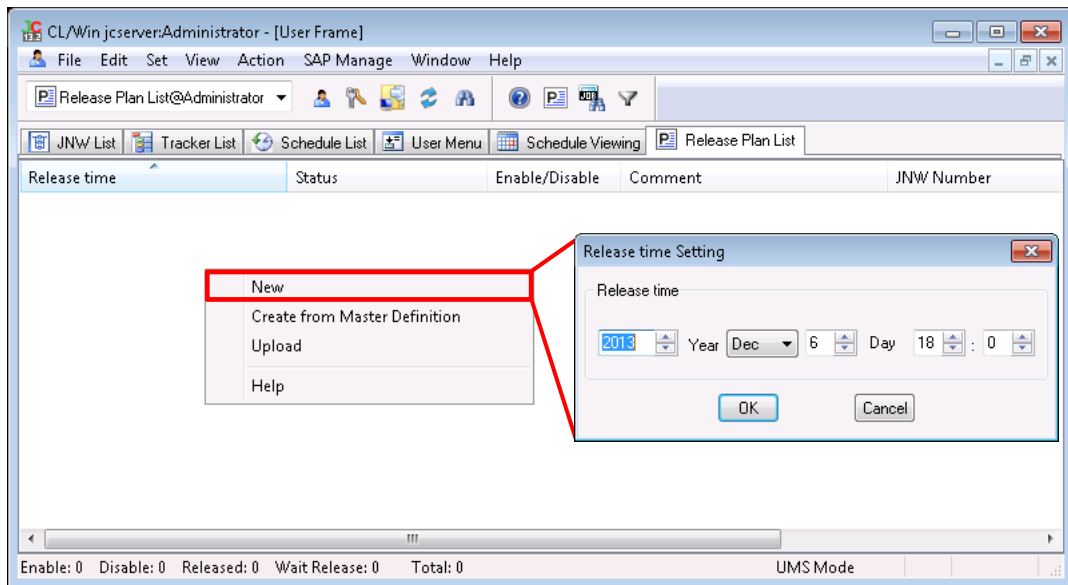 CL/Win jcserver:Administrator - [User Frame]
File Edit Set View Action SAP Manage Window Help
Release Plan List@Administrator
JNW List Tracker List Schedule List User Menu Schedule Viewing Release Plan List
Release time Status Enable/Disable Comment JNW Number
New
Create from Master Definition
Upload
Help
Release time Setting
Release time
2013 Year Dec 6 Day 18 : 0
OK Cancel
Enable: 0 Disable: 0 Released: 0 Wait Release: 0 Total: 0 UMS Mode